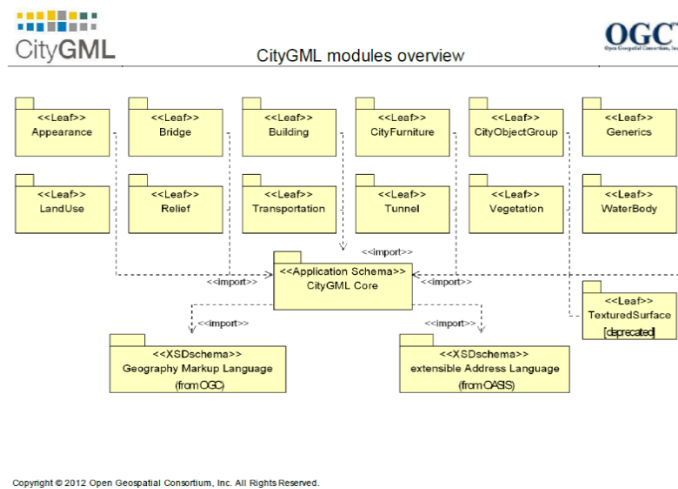 CityGML
CityGML modules overview
OGC
Open Geospatial Consortium, Inc.
<<Leaf>>
Appearance
<<Leaf>>
Bridge
<<Leaf>>
Building
<<Leaf>>
CityFurniture
<<Leaf>>
CityObjectGroup
<<Leaf>>
Generics
<<Leaf>>
LandUse
<<Leaf>>
Relief
<<Leaf>>
Transportation
<<Leaf>>
Tunnel
<<Leaf>>
Vegetation
<<Leaf>>
WaterBody
<<import>>
<<Application Schema>>
CityGML Core
<<import>>
<<import>>
<<Leaf>>
TexturedSurface
[deprecated]
<<import>>
<<import>>
<<XSDschema>>
Geography Markup Language
(from OGC)
<<XSDschema>>
extensible Address Language
(from OASIS)
Copyright © 2012 Open Geospatial Consortium, Inc. All Rights Reserved.